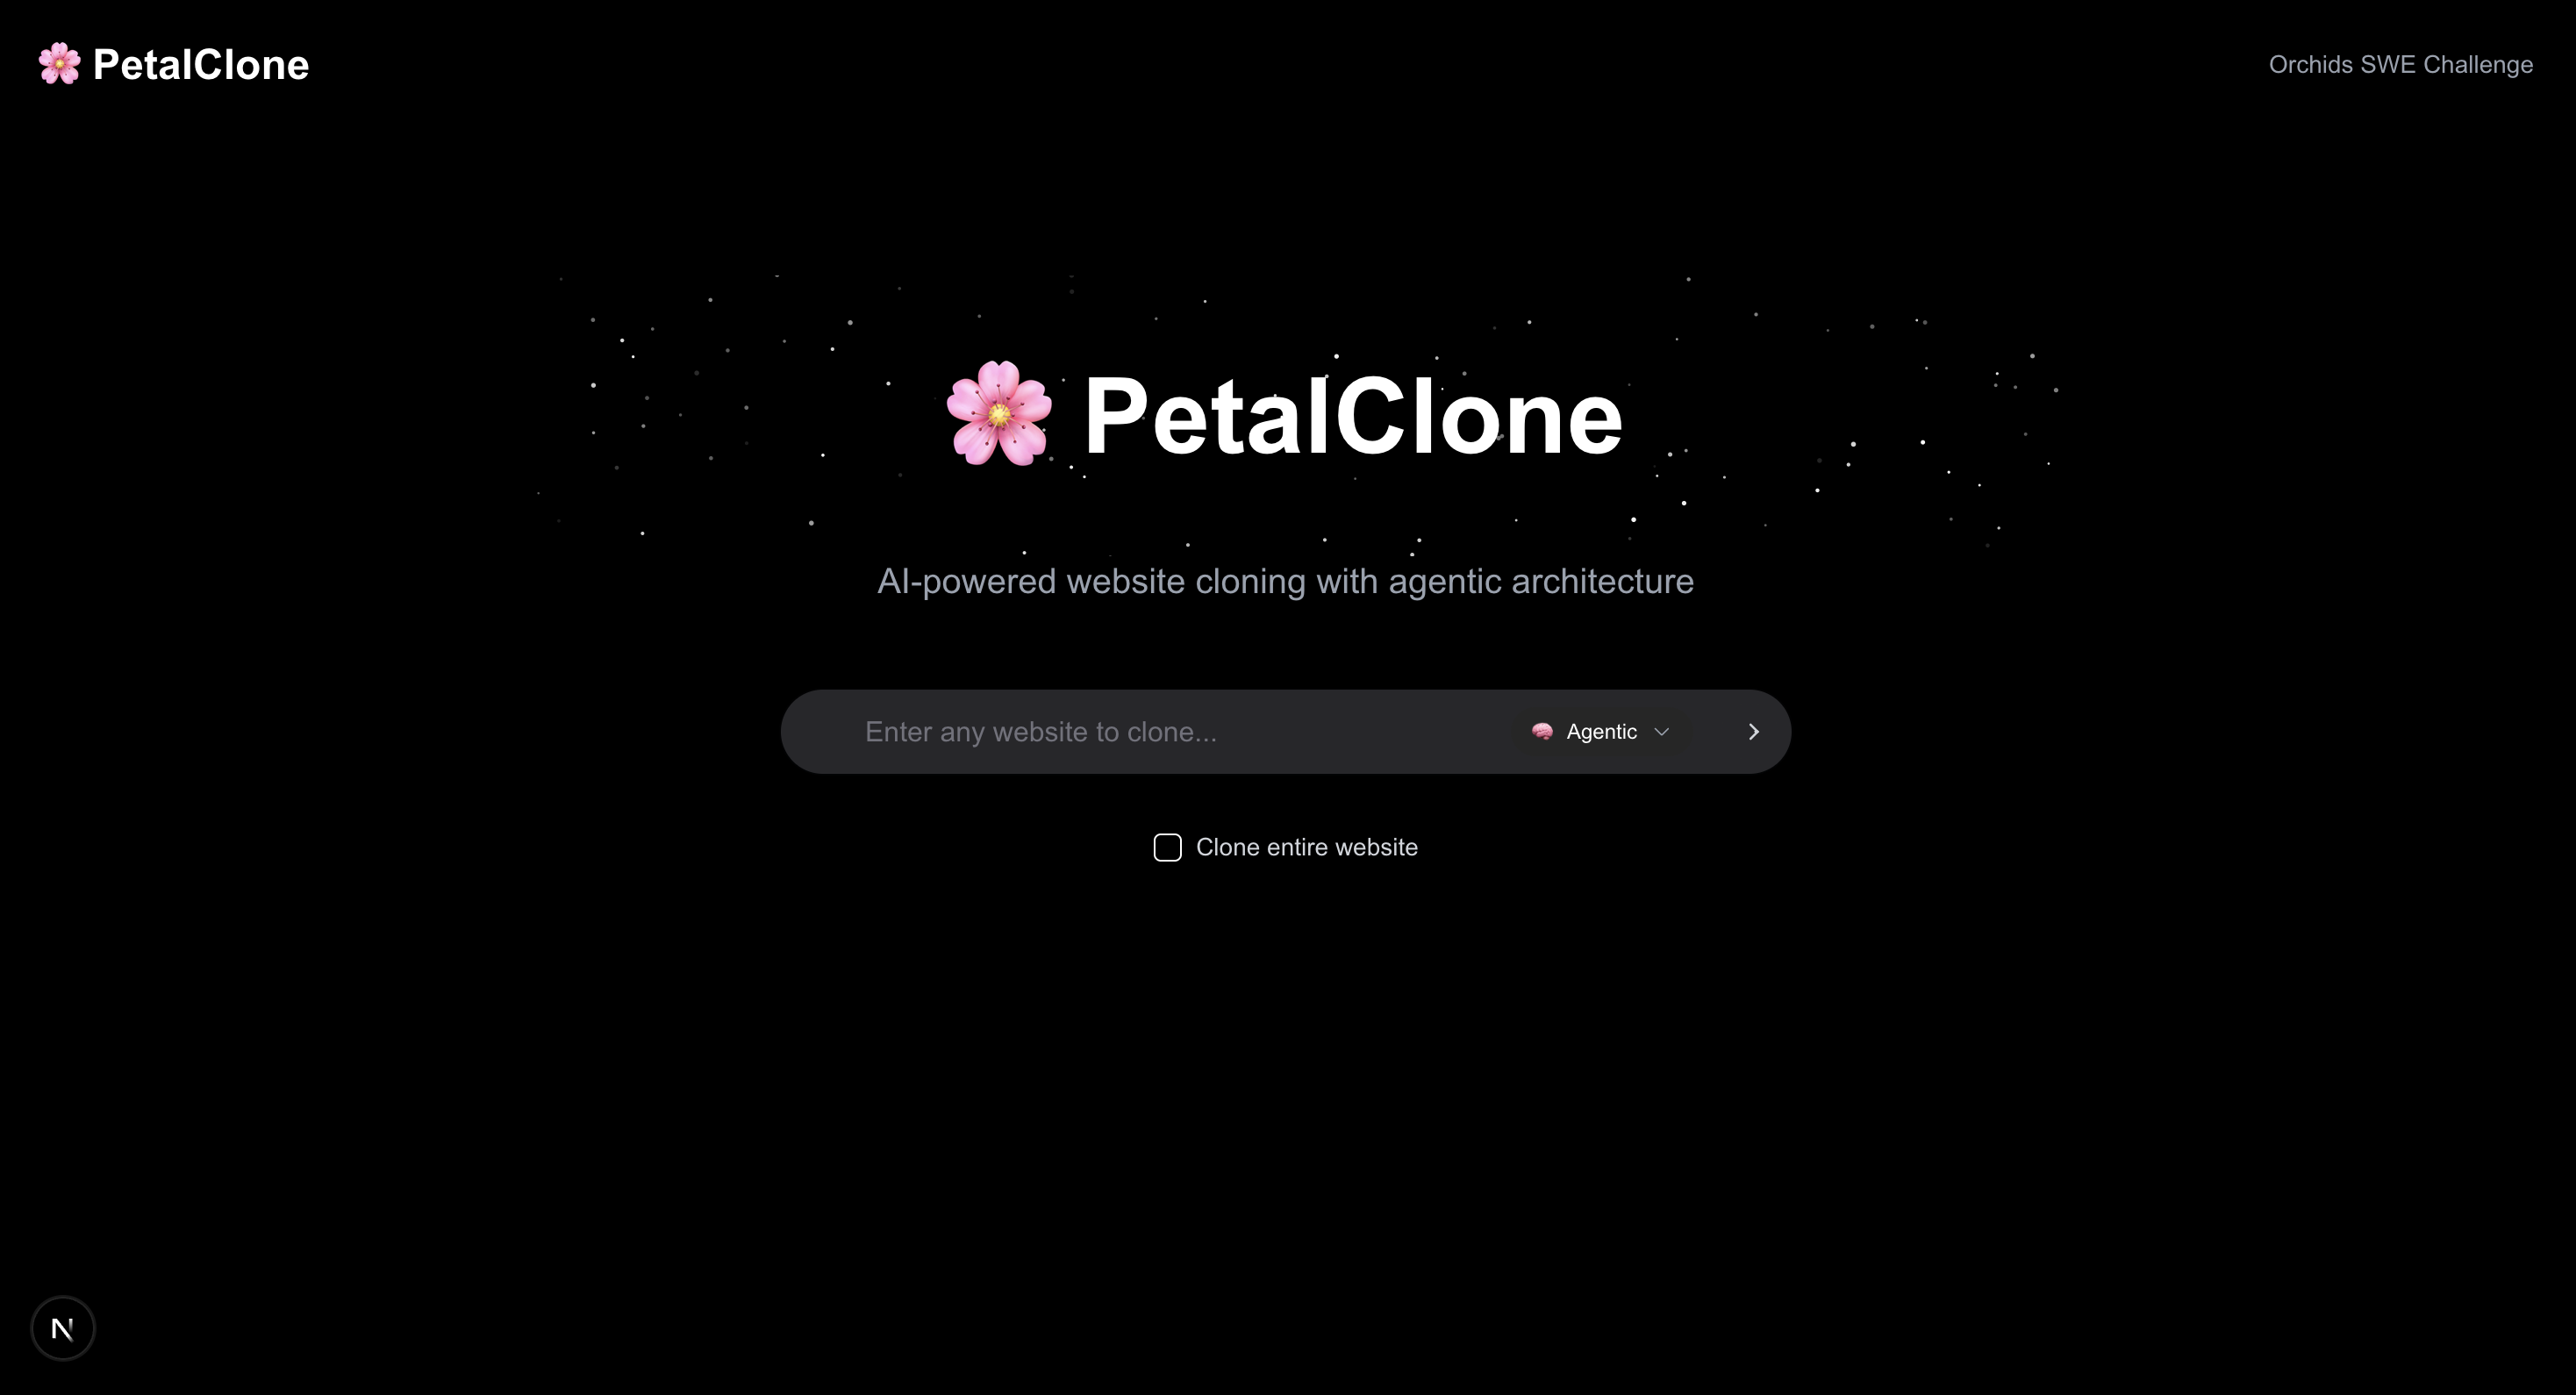 PetalClone
Orchids SWE Challenge
PetalClone
AI-powered website cloning with agentic architecture
Enter any website to clone...
Agentic
Clone entire website
N